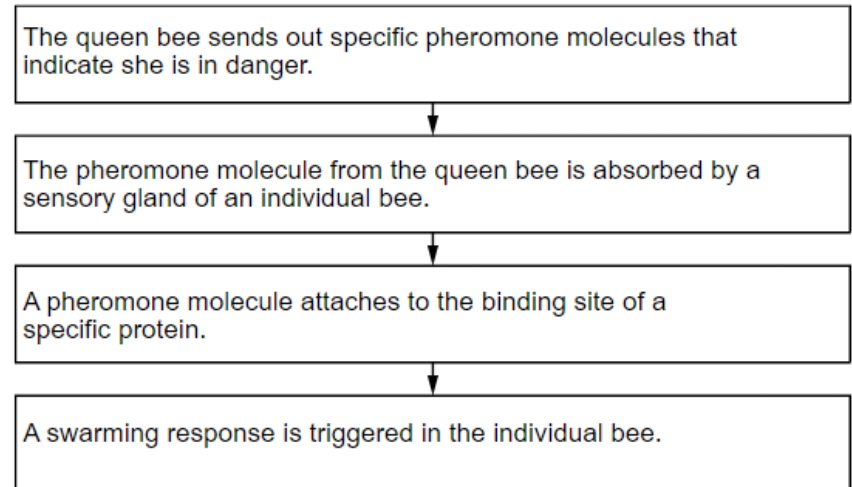 The queen bee sends out specific pheromone molecules that
indicate she is in danger.
The pheromone molecule from the queen bee is absorbed by a
sensory gland of an individual bee.
A pheromone molecule attaches to the binding site of a
specific protein.
A swarming response is triggered in the individual bee.